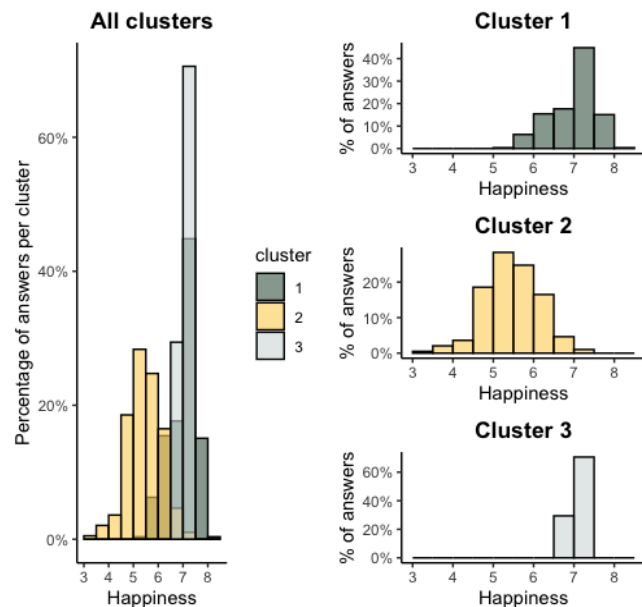 All clusters
Percentage of answers per cluster
60%
40%
20%
0%
3 4 5 6 7 8
Happiness
cluster
1
2
3
Cluster 1
% of answers
40%
30%
20%
10%
0%
3 4 5 6 7 8
Happiness
Cluster 2
% of answers
20%
10%
0%
3 4 5 6 7 8
Happiness
Cluster 3
% of answers
60%
40%
20%
0%
3 4 5 6 7 8
Happiness